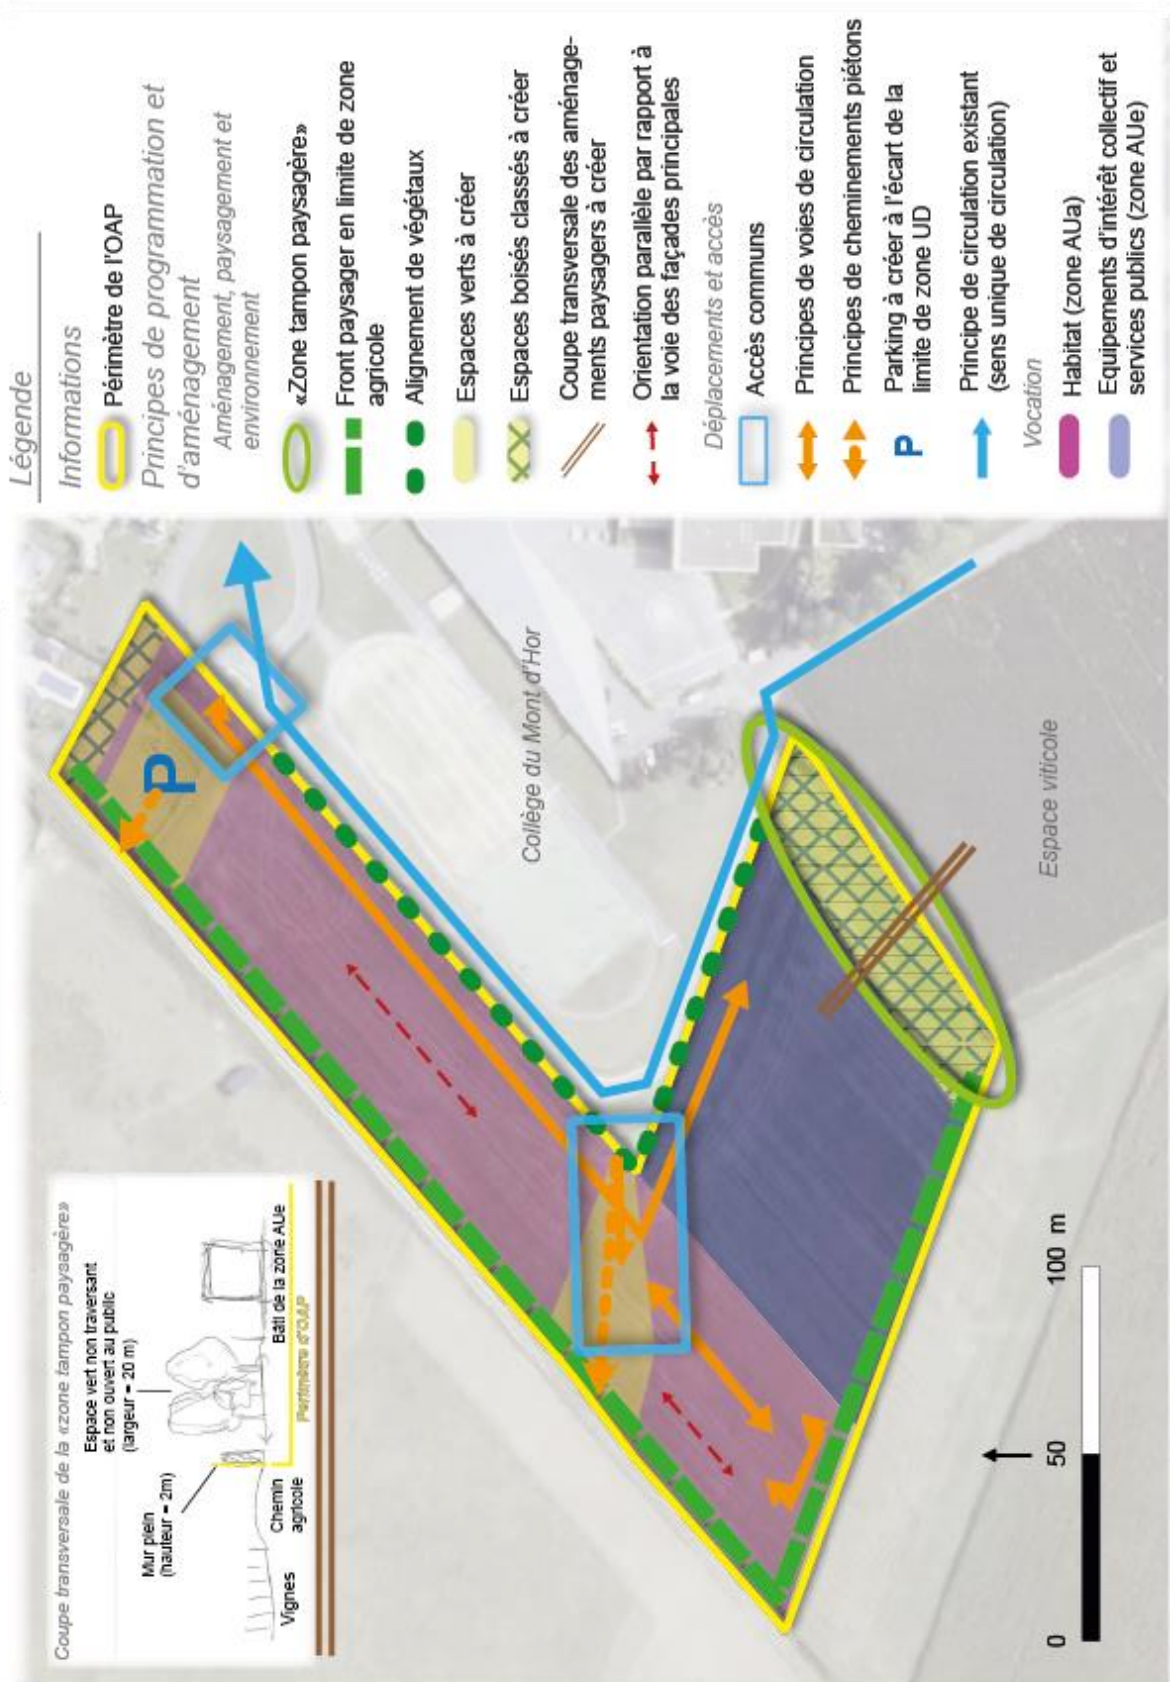 Légende
Informations
Périmètre de l'OAP
Principes de programmation et
d'aménagement
Aménagement, paysagement et
environnement
«Zone tampon paysagère»
Front paysager en limite de zone
agricole
Alignement de végétaux
Espaces verts à créer
Espaces boisés classés à créer
Coupe transversale des aménage-
ments paysagers à créer
Orientation parallèle par rapport à
la voie des façades principales
Déplacements et accès
Accès communs
Principes de voies de circulation
Principes de cheminements piétons
P
Parking à créer à l'écart de la
limite de zone UD
Principe de circulation existant
(sens unique de circulation)
Vocation
Habitat (zone AUa)
Equipements d'intérêt collectif et
services publics (zone AUe)
Coupe transversale de la «zone tampon paysagère»
Espace vert non traversant
et non ouvert au public
(largeur = 20 m)
Mur plein
(hauteur = 2m)
Vignes
Chemin
agricole
Bâti de la zone AUe
Périmètre d'OAP
P
Collège du Mont d'Hor
Espace viticole
0
50
100 m